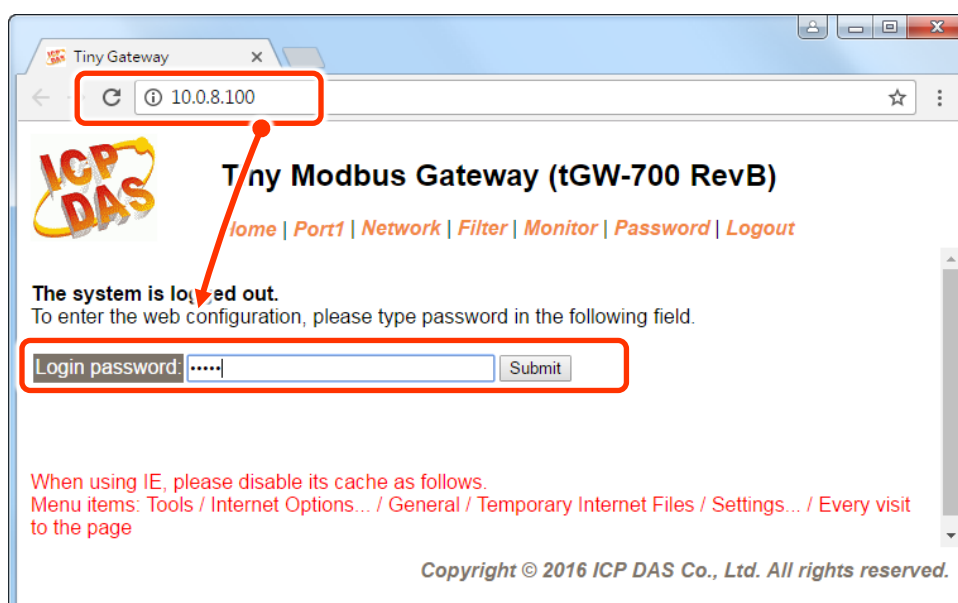 Tiny Gateway
10.0.8.100
ICP
DAS
Tiny Modbus Gateway (tGW-700 RevB)
Home | Port1 | Network | Filter | Monitor | Password | Logout
The system is logged out.
To enter the web configuration, please type password in the following field.
Login password: ••••• Submit
When using IE, please disable its cache as follows.
Menu items: Tools / Internet Options... / General / Temporary Internet Files / Settings... / Every visit
to the page
Copyright © 2016 ICP DAS Co., Ltd. All rights reserved.